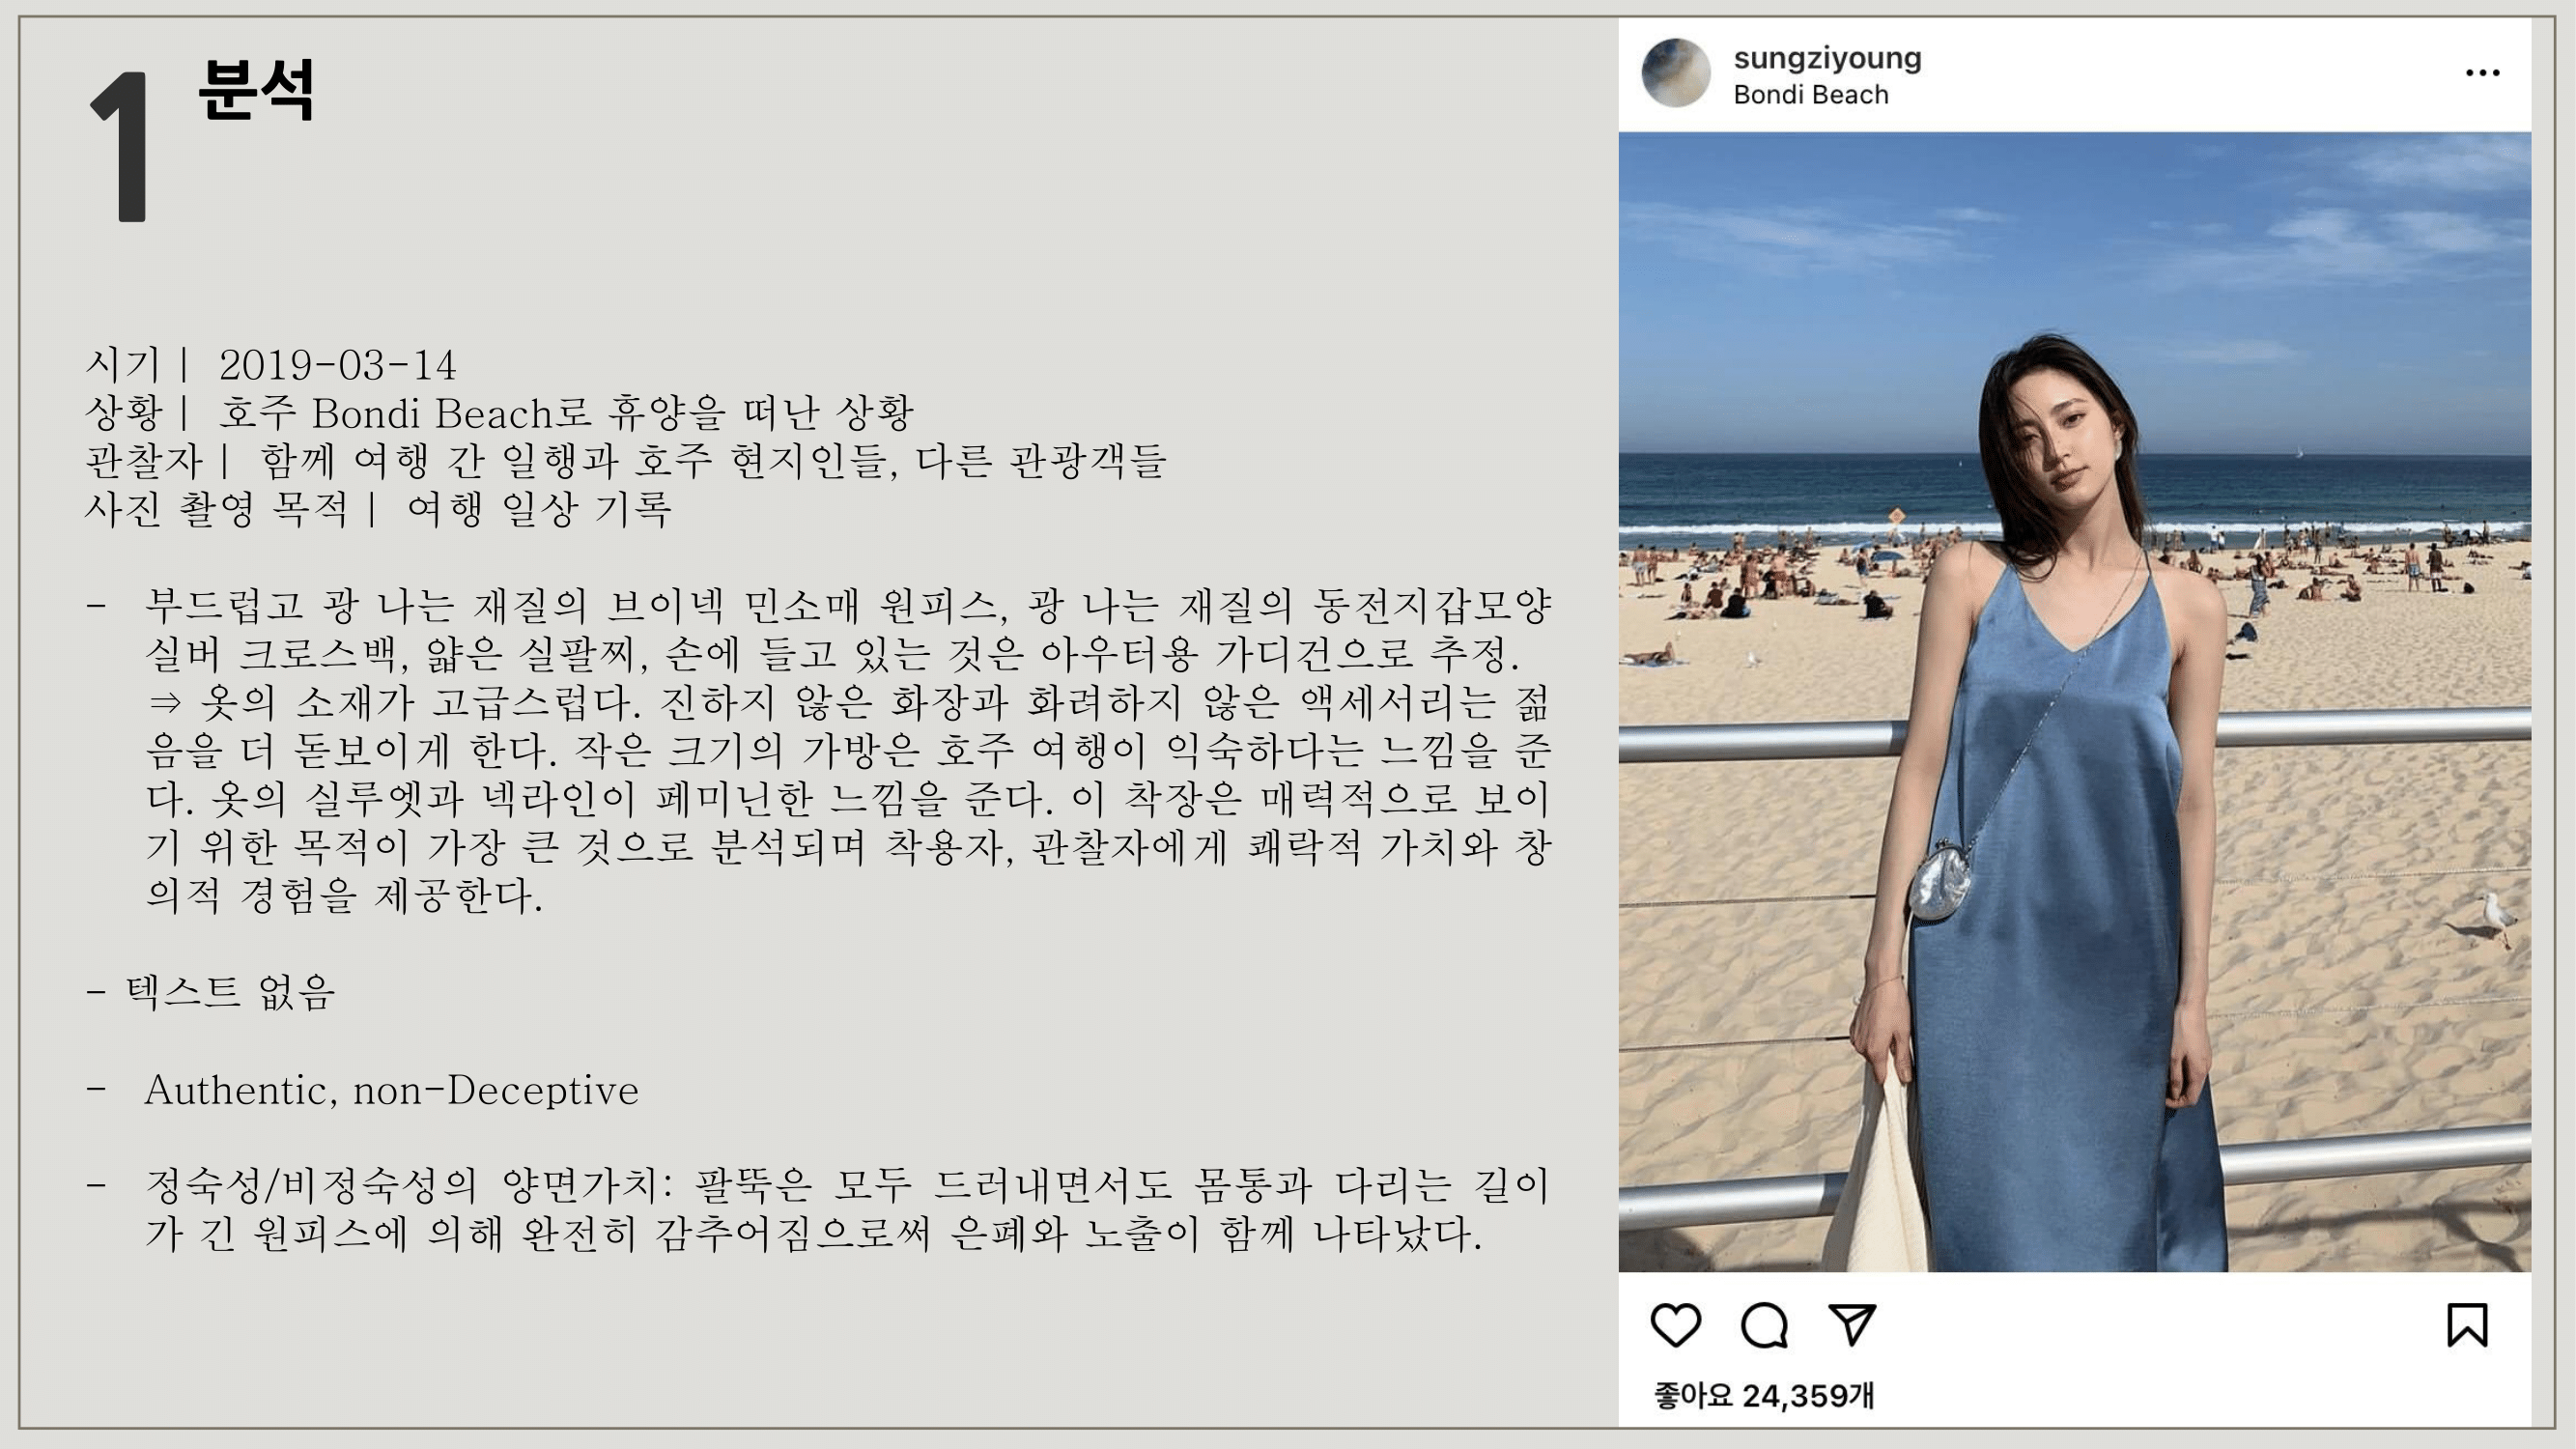 1 분석
시기 | 2019-03-14
상황 | 호주 Bondi Beach로 휴양을 떠난 상황
관찰자 | 함께 여행 간 일행과 호주 현지인들, 다른 관광객들
사진 촬영 목적 | 여행 일상 기록
- 부드럽고 광 나는 재질의 브이넥 민소매 원피스, 광 나는 재질의 동전지갑모양
실버 크로스백, 얇은 실팔찌, 손에 들고 있는 것은 아우터용 가디건으로 추정.
⇒ 옷의 소재가 고급스럽다. 진하지 않은 화장과 화려하지 않은 액세서리는 젊
음을 더 돋보이게 한다. 작은 크기의 가방은 호주 여행이 익숙하다는 느낌을 준
다. 옷의 실루엣과 넥라인이 페미닌한 느낌을 준다. 이 착장은 매력적으로 보이
기 위한 목적이 가장 큰 것으로 분석되며 착용자, 관찰자에게 쾌락적 가치와 창
의적 경험을 제공한다.
- 텍스트 없음
- Authentic, non-Deceptive
- 정숙성/비정숙성의 양면가치: 팔뚝은 모두 드러내면서도 몸통과 다리는 길이
가 긴 원피스에 의해 완전히 감추어짐으로써 은폐와 노출이 함께 나타났다.
sungziyoung
Bondi Beach
좋아요 24,359개